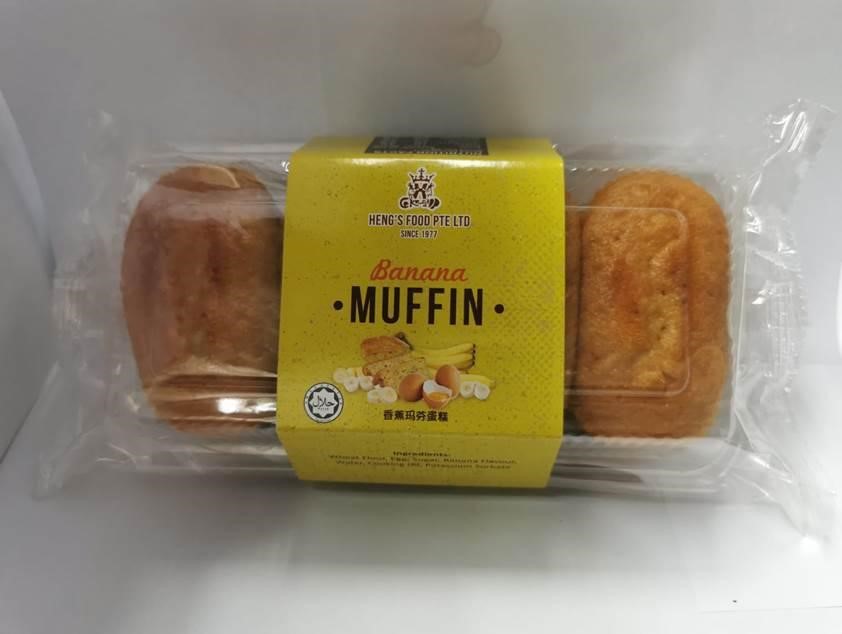 HENG'S FOOD PTE LTD
SINCE 1977
Banana
• MUFFIN •
حلال
香蕉玛芬蛋糕
Ingredients:
Wheat Flour, Egg, Sugar, Banana Flavour,
Water, Cooking Oil, Potassium Sorbate